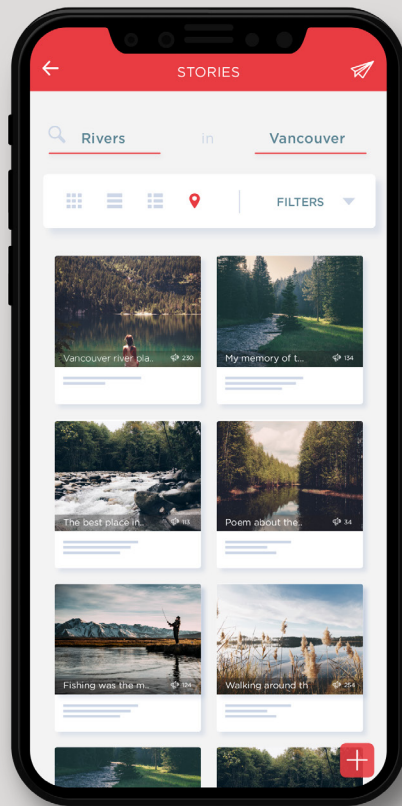 STORIES
Rivers in Vancouver
FILTERS
Vancouver river pla.. 230
My memory of t... 134
The best place in.. 113
Poem about the.. 34
Fishing was the m.. 124
Walking around th 254